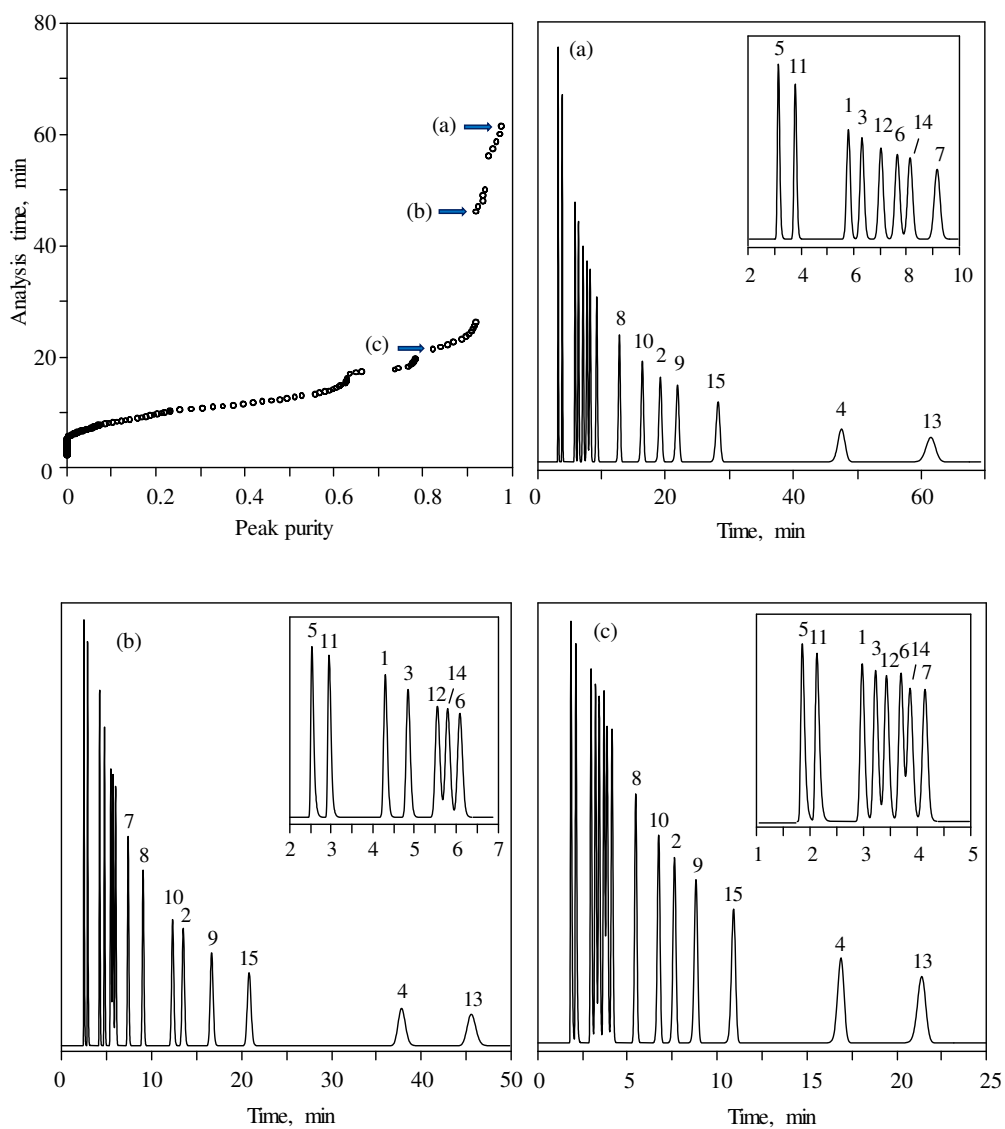 80
60
40
20
0
Analysis time, min
(a)
(b)
(c)
0 0.2 0.4 0.6 0.8 1
Peak purity
(a)
5
11
1
3
12
6
14
/
7
2 4 6 8 10
8
10
2
9
15
4
13
0 20 40 60
Time, min
(b)
5
11
1
3
14
12 / 6
2 3 4 5 6 7
7
8
10
2
9
15
4
13
0 10 20 30 40 50
Time, min
(c)
5
11
1
3
12
6
14
/
7
1 2 3 4 5
8
10
2
9
15
4
13
0 5 10 15 20 25
Time, min